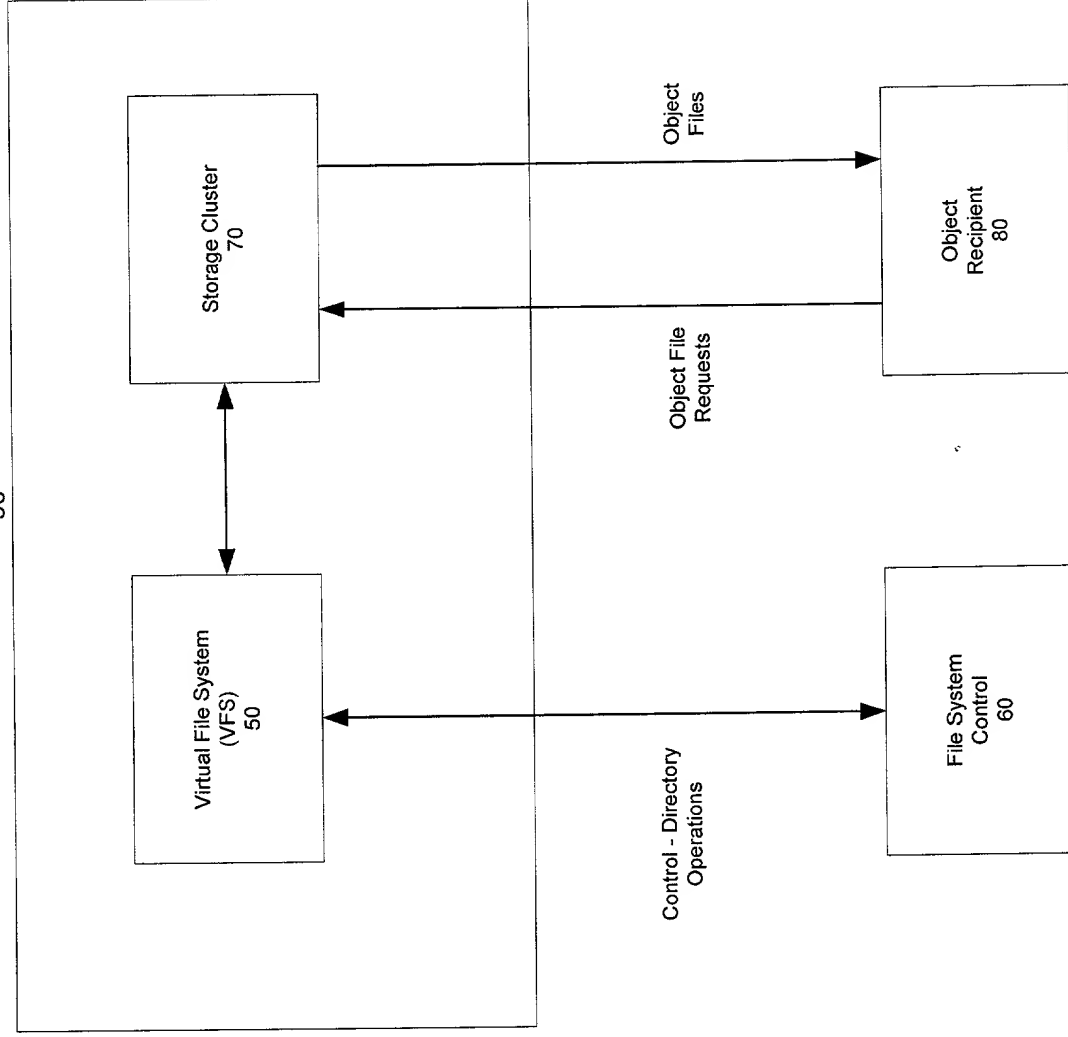 Virtual File System
(VFS)
50
Storage Cluster
70
Control - Directory
Operations
Object File
Requests
Object
Files
File System
Control
60
Object
Recipient
80